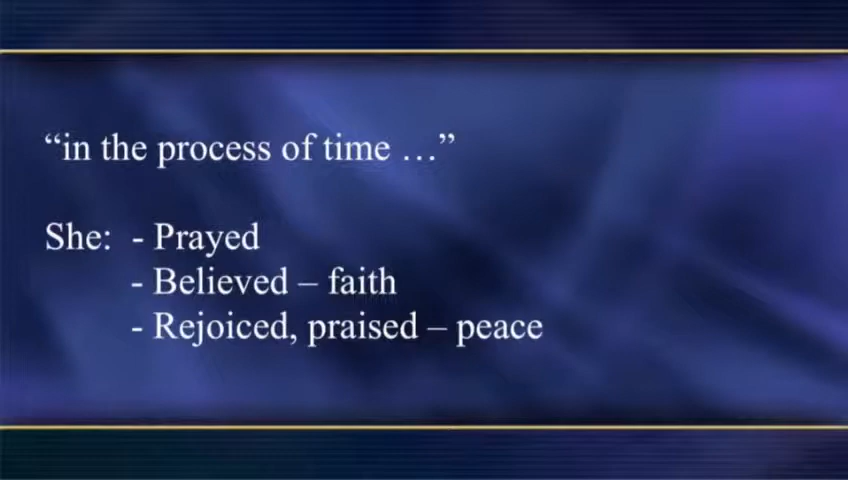 “in the process of time …”
She: - Prayed
- Believed – faith
- Rejoiced, praised – peace